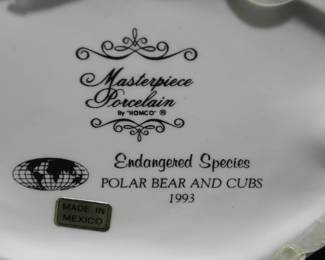 Masterpiece
Porcelain
By "HOMCO" ®
Endangered Species
POLAR BEAR AND CUBS
1993
MADE IN
MEXICO